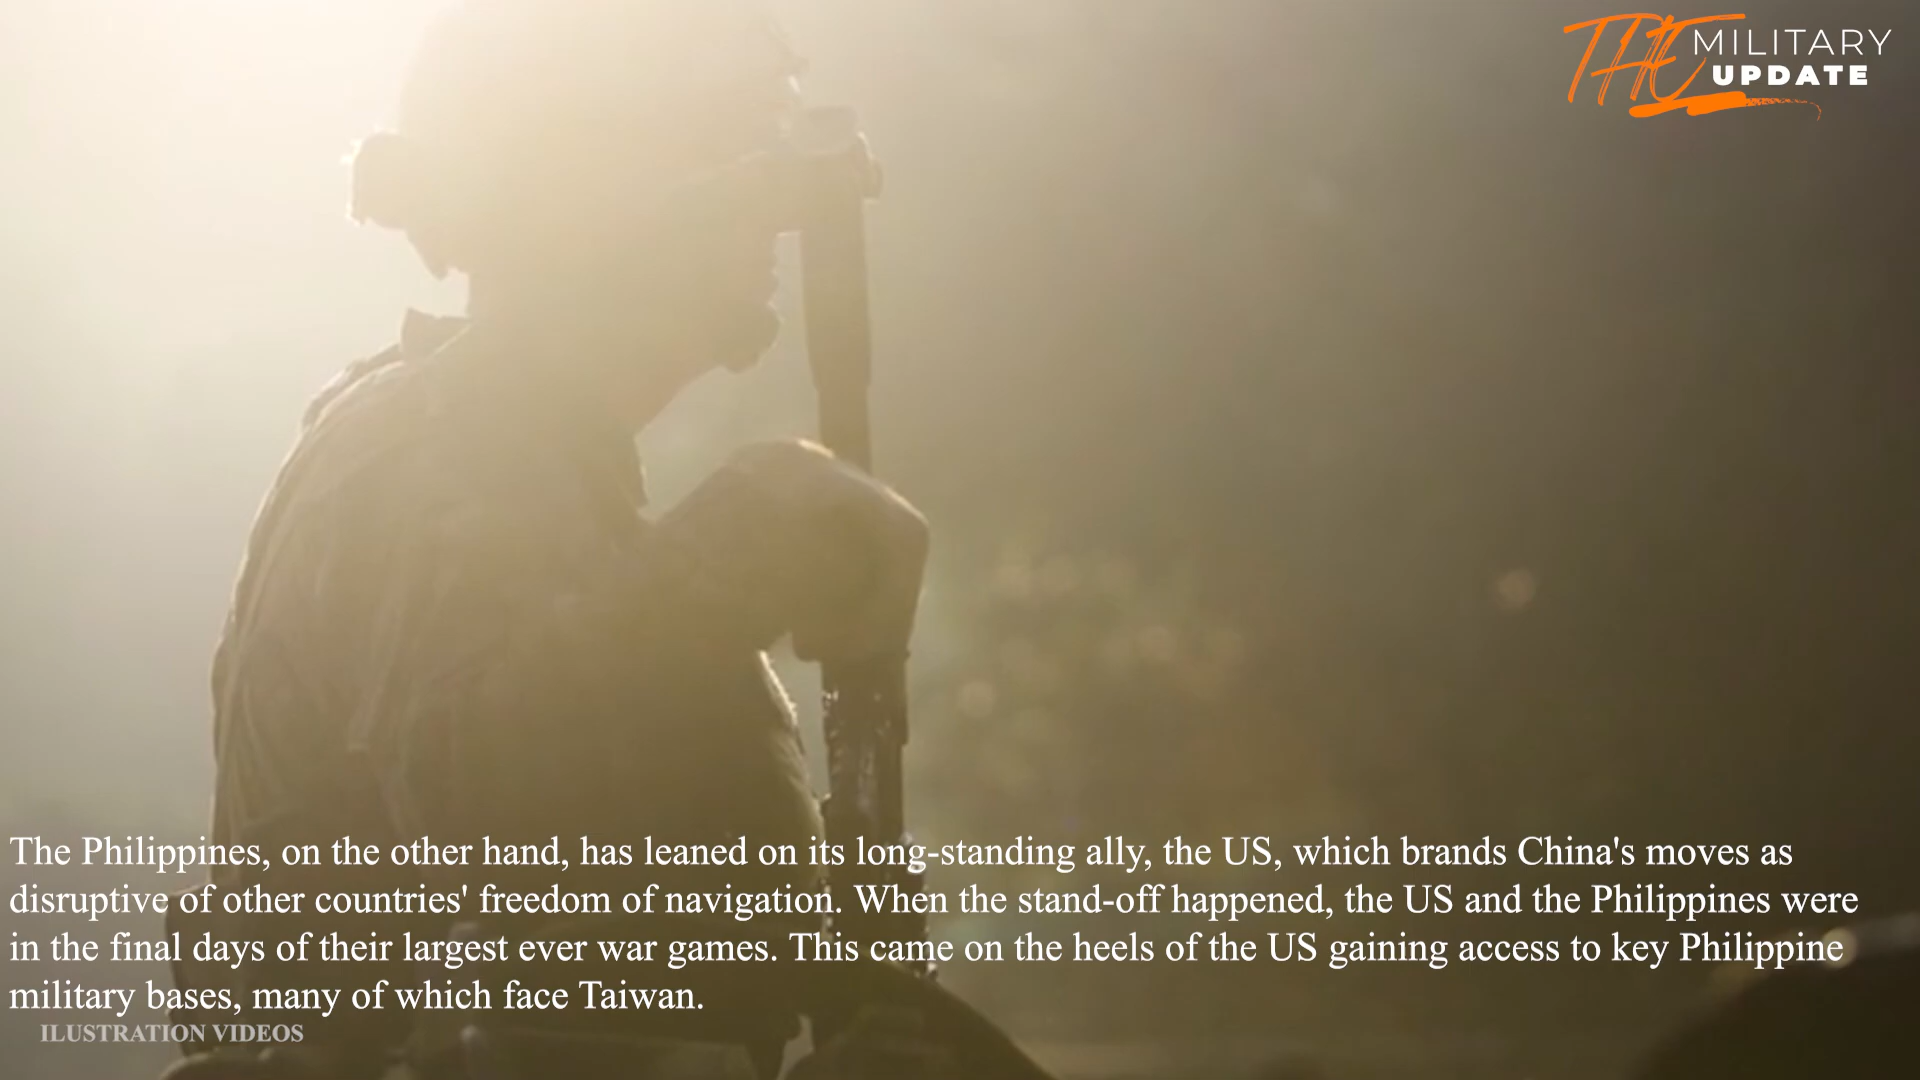 THE MILITARY
UPDATE
The Philippines, on the other hand, has leaned on its long-standing ally, the US, which brands China's moves as
disruptive of other countries' freedom of navigation. When the stand-off happened, the US and the Philippines were
in the final days of their largest ever war games. This came on the heels of the US gaining access to key Philippine
military bases, many of which face Taiwan.
ILUSTRATION VIDEOS